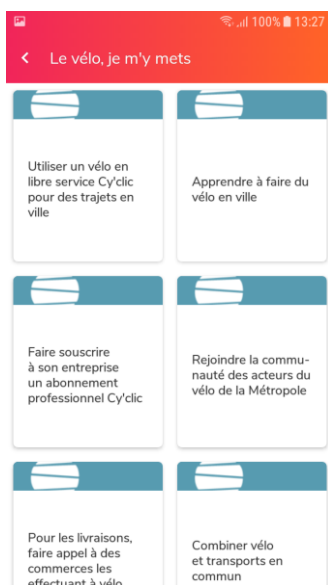 100% 13:27
Le vélo, je m'y mets
Utiliser un vélo en
libre service Cy'clic
pour des trajets en
ville
Apprendre à faire du
vélo en ville
Faire souscrire
à son entreprise
un abonnement
professionnel Cy'clic
Rejoindre la commu-
nauté des acteurs du
vélo de la Métropole
Pour les livraisons,
faire appel à des
commerces les
effectuant à vélo
Combiner vélo
et transports en
commun